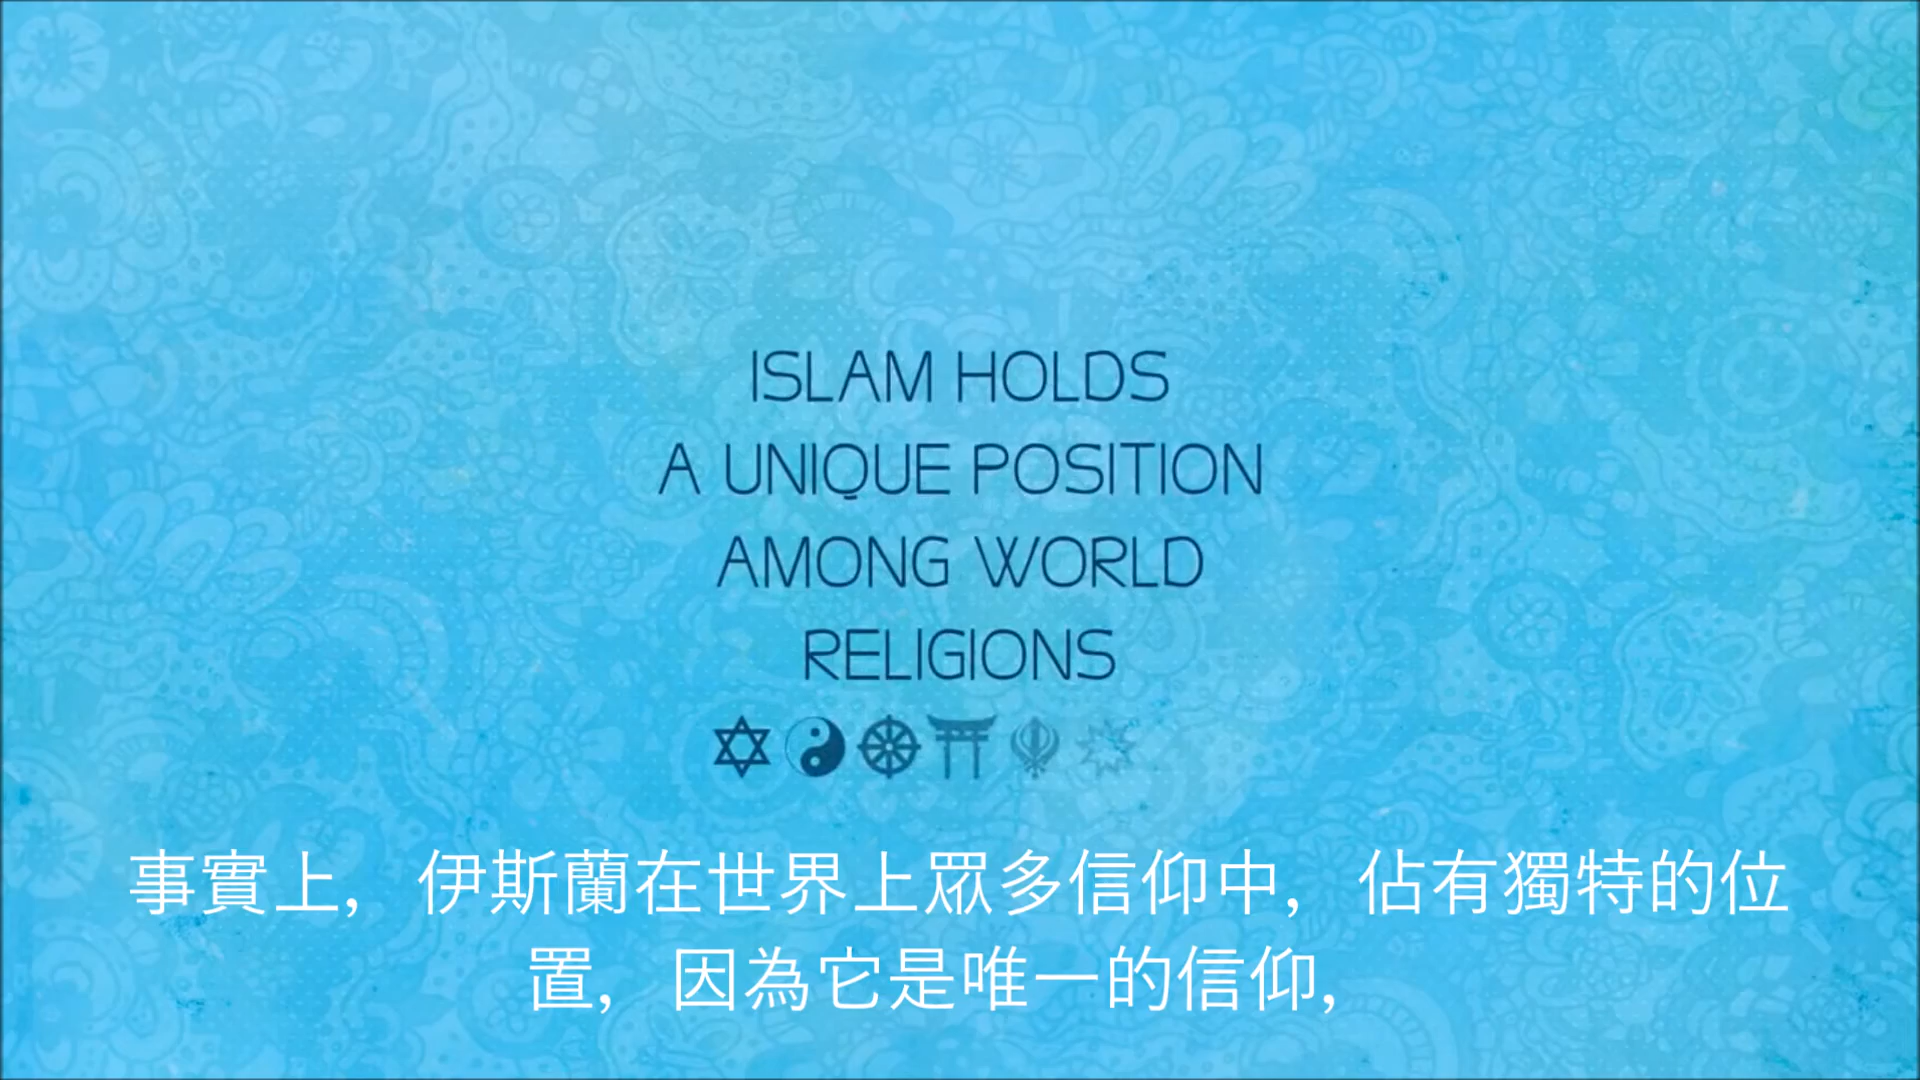 ISLAM HOLDS
A UNIQUE POSITION
AMONG WORLD
RELIGIONS
事實上, 伊斯蘭在世界上眾多信仰中, 佔有獨特的位
置, 因為它是唯一的信仰,